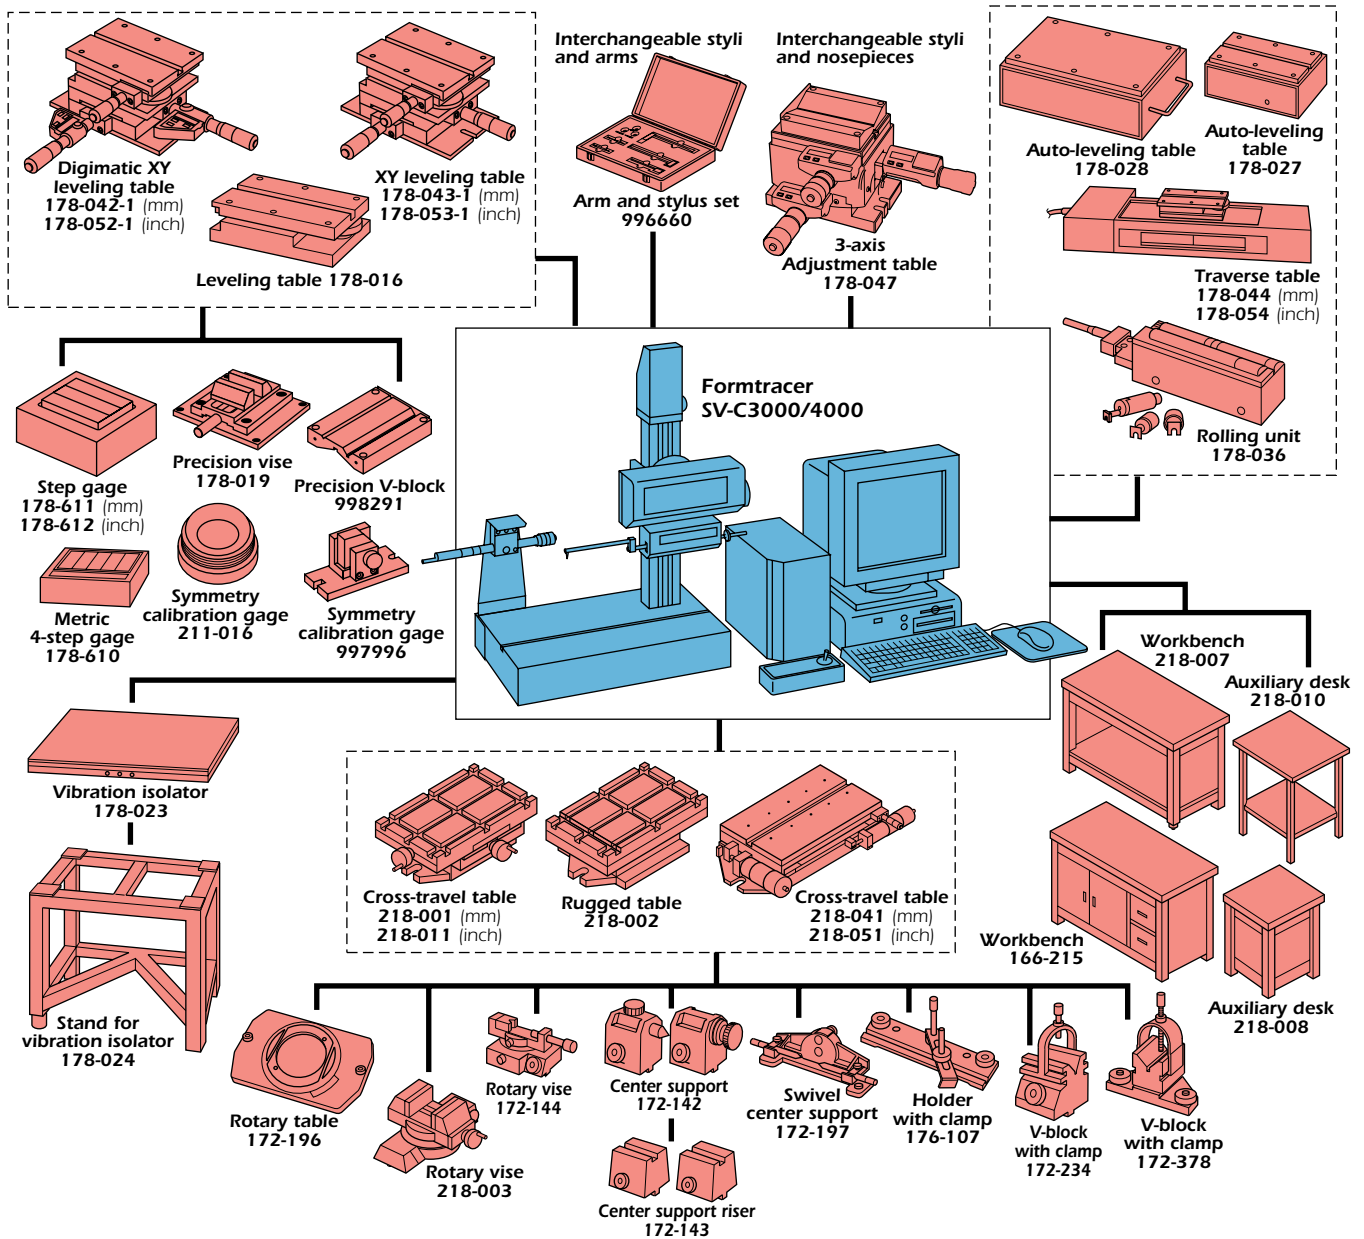 Digimatic XY
leveling table
178-042-1 (mm)
178-052-1 (inch)
XY leveling table
178-043-1 (mm)
178-053-1 (inch)
Leveling table 178-016
Interchangeable styli
and arms
Arm and stylus set
996660
Interchangeable styli
and nosepieces
3-axis
Adjustment table
178-047
Auto-leveling table
178-028
Auto-leveling
table
178-027
Traverse table
178-044 (mm)
178-054 (inch)
Rolling unit
178-036
Step gage
178-611 (mm)
178-612 (inch)
Precision vise
178-019
Precision V-block
998291
Metric
4-step gage
178-610
Symmetry
calibration gage
211-016
Symmetry
calibration gage
997996
Formtracer
SV-C3000/4000
Vibration isolator
178-023
Stand for
vibration isolator
178-024
Workbench
218-007
Auxiliary desk
218-010
Workbench
166-215
Auxiliary desk
218-008
Cross-travel table
218-001 (mm)
218-011 (inch)
Rugged table
218-002
Cross-travel table
218-041 (mm)
218-051 (inch)
Rotary table
172-196
Rotary vise
218-003
Rotary vise
172-144
Center support
172-142
Center support riser
172-143
Swivel
center support
172-197
Holder
with clamp
176-107
V-block
with clamp
172-234
V-block
with clamp
172-378